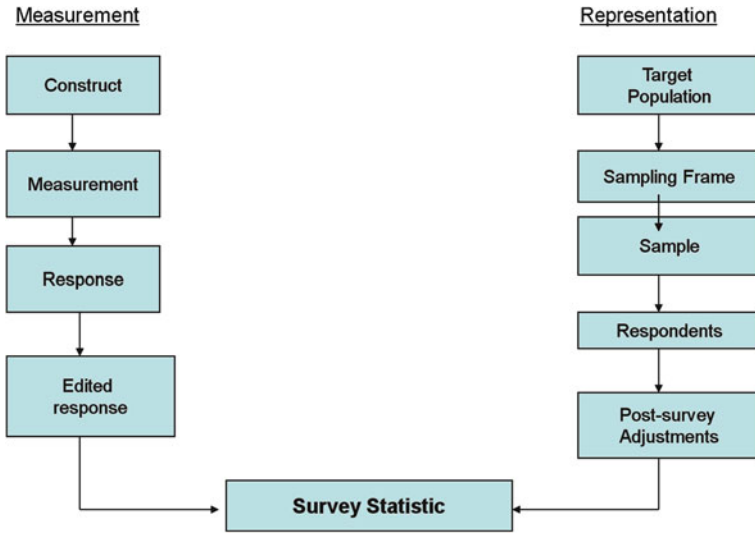 Measurement
Construct
Measurement
Response
Edited
response
Representation
Target
Population
Sampling Frame
Sample
Respondents
Post-survey
Adjustments
Survey Statistic